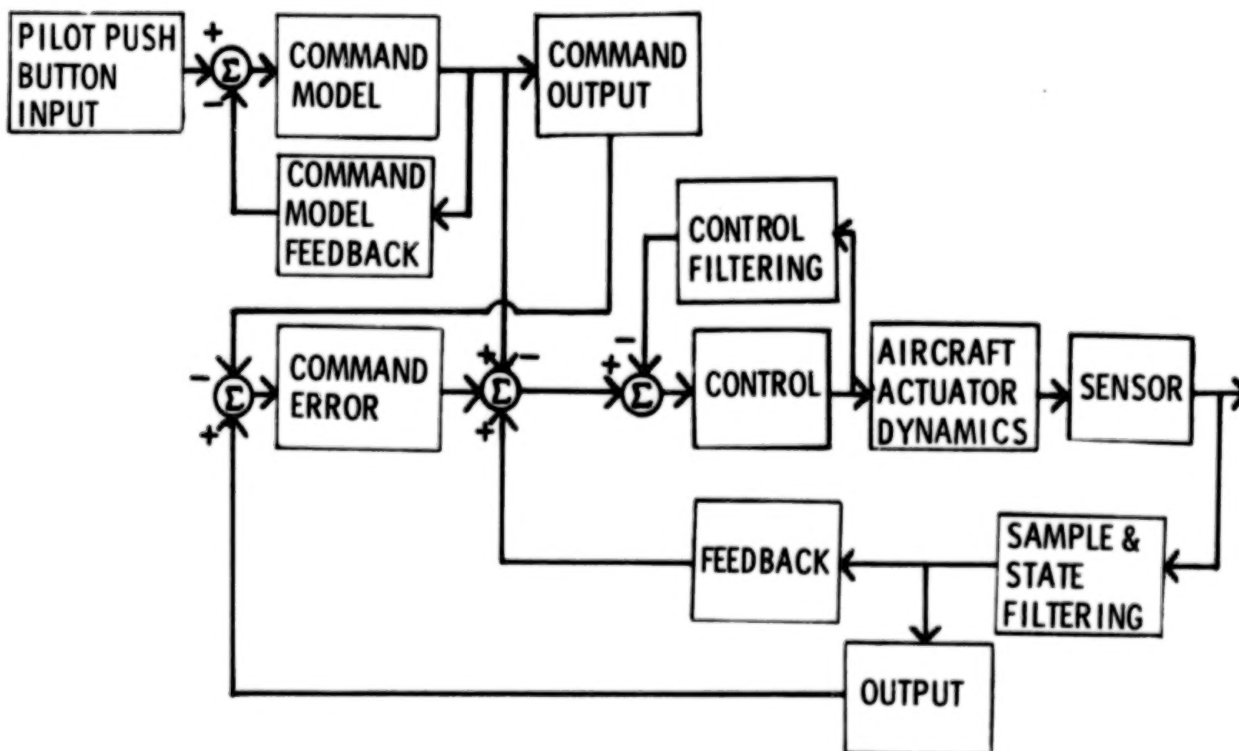 PILOT PUSH
BUTTON
INPUT
+
Σ
−
COMMAND
MODEL
COMMAND
OUTPUT
COMMAND
MODEL
FEEDBACK
CONTROL
FILTERING
−
Σ
+
COMMAND
ERROR
+
−
Σ
+
−
+
Σ
CONTROL
AIRCRAFT
ACTUATOR
DYNAMICS
SENSOR
FEEDBACK
SAMPLE &
STATE
FILTERING
OUTPUT